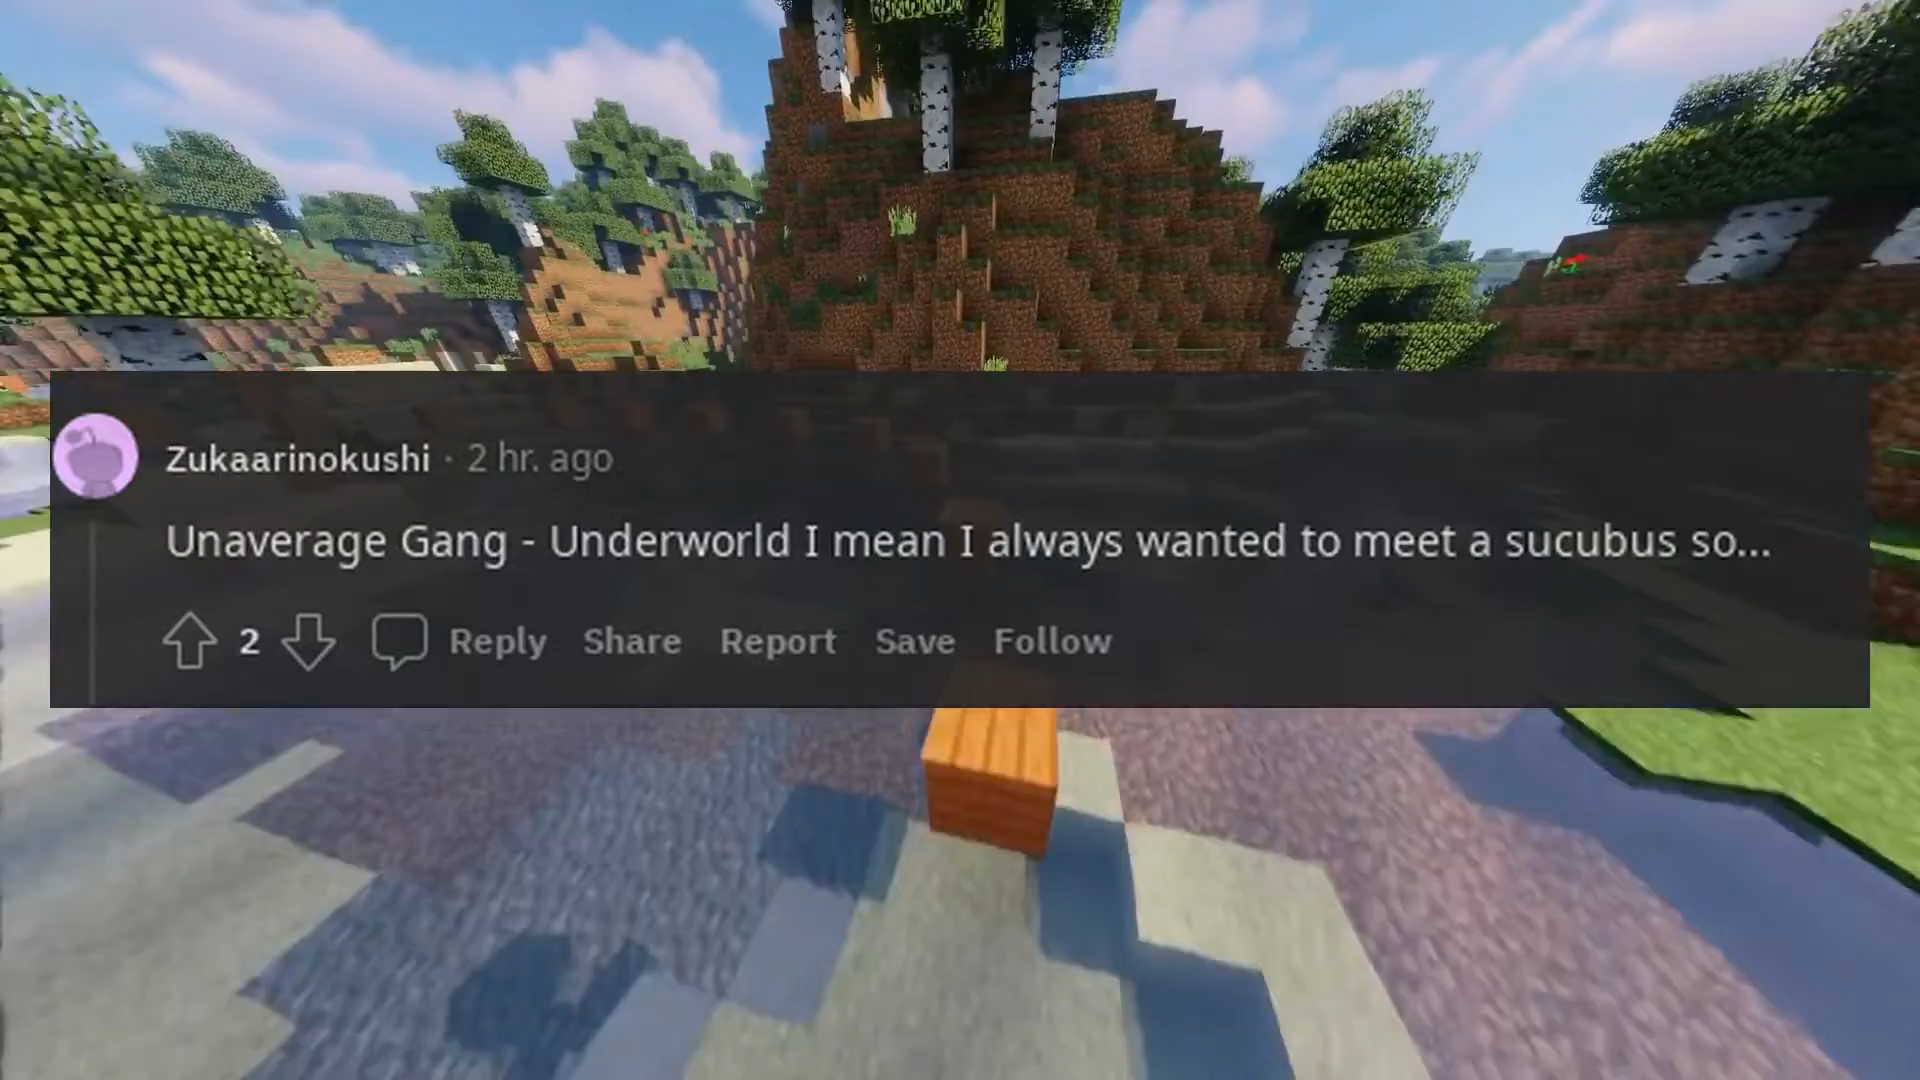 Zukaarinokushi · 2 hr. ago
Unaverage Gang - Underworld I mean I always wanted to meet a sucubus so...
2 Reply Share Report Save Follow